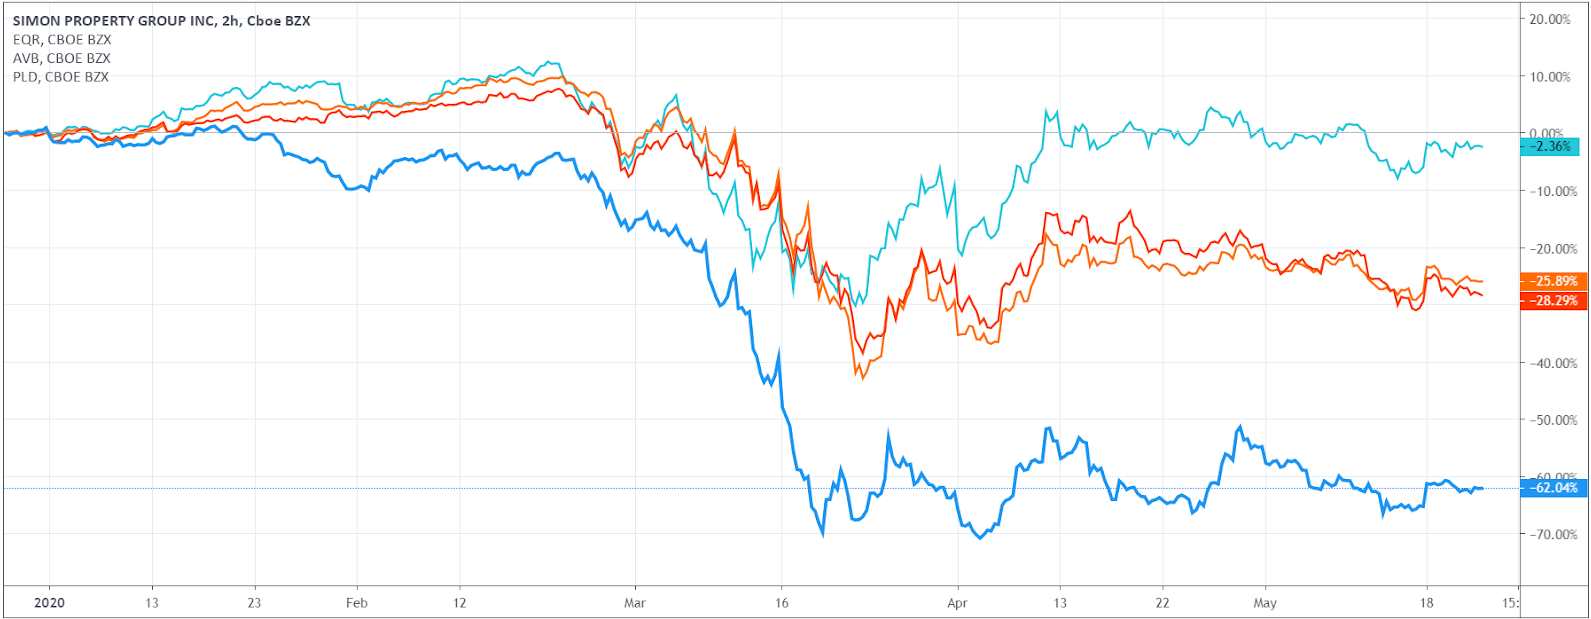 SIMON PROPERTY GROUP INC, 2h, Cboe BZX
EQR, CBOE BZX
AVB, CBOE BZX
PLD, CBOE BZX
20.00%
10.00%
0.00%
−2.36%
−10.00%
−20.00%
−25.89%
−28.29%
−40.00%
−50.00%
−60.00%
−62.04%
−70.00%
2020 13 23 Feb 12 Mar 16 Apr 13 22 May 18 15: